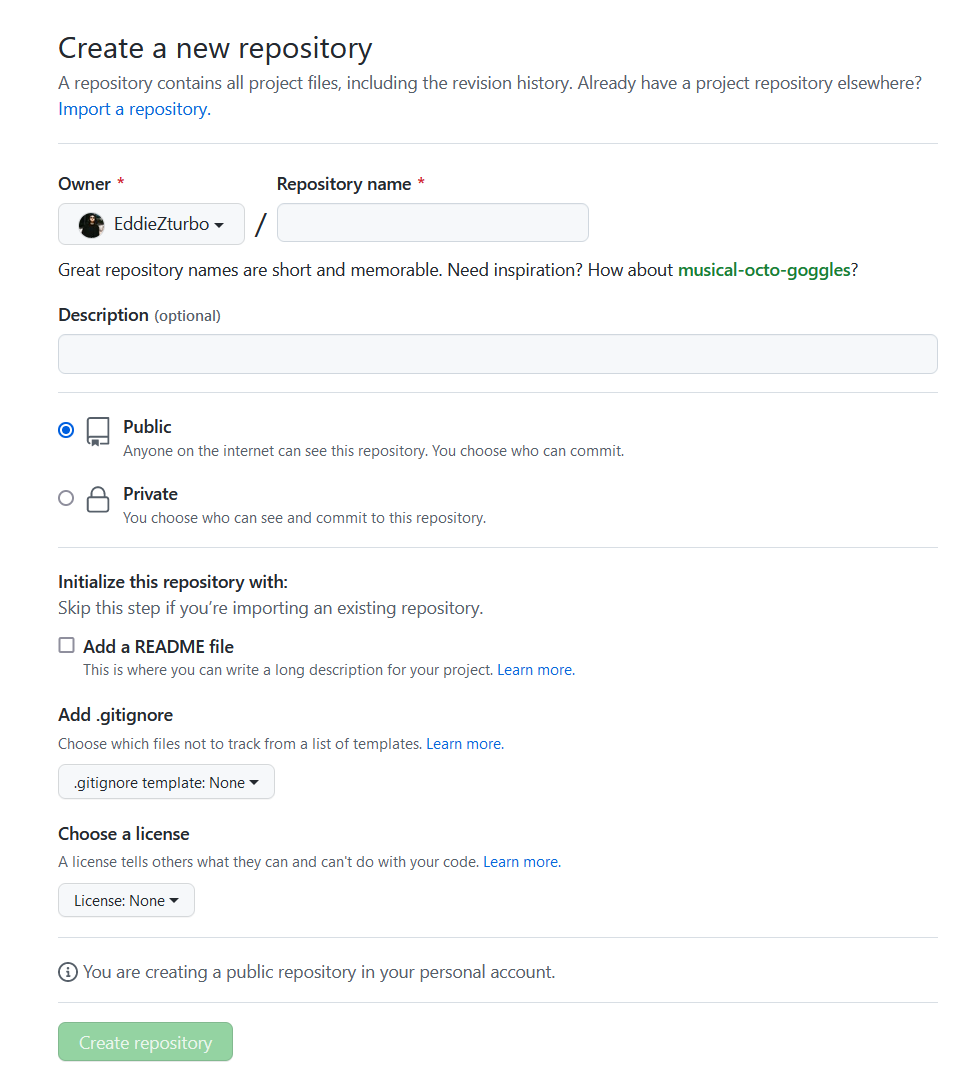 Create a new repository
A repository contains all project files, including the revision history. Already have a project repository elsewhere?
Import a repository.
Owner * Repository name *
EddieZturbo /
Great repository names are short and memorable. Need inspiration? How about musical-octo-goggles?
Description (optional)
Public
Anyone on the internet can see this repository. You choose who can commit.
Private
You choose who can see and commit to this repository.
Initialize this repository with:
Skip this step if you’re importing an existing repository.
Add a README file
This is where you can write a long description for your project. Learn more.
Add .gitignore
Choose which files not to track from a list of templates. Learn more.
.gitignore template: None
Choose a license
A license tells others what they can and can't do with your code. Learn more.
License: None
You are creating a public repository in your personal account.
Create repository